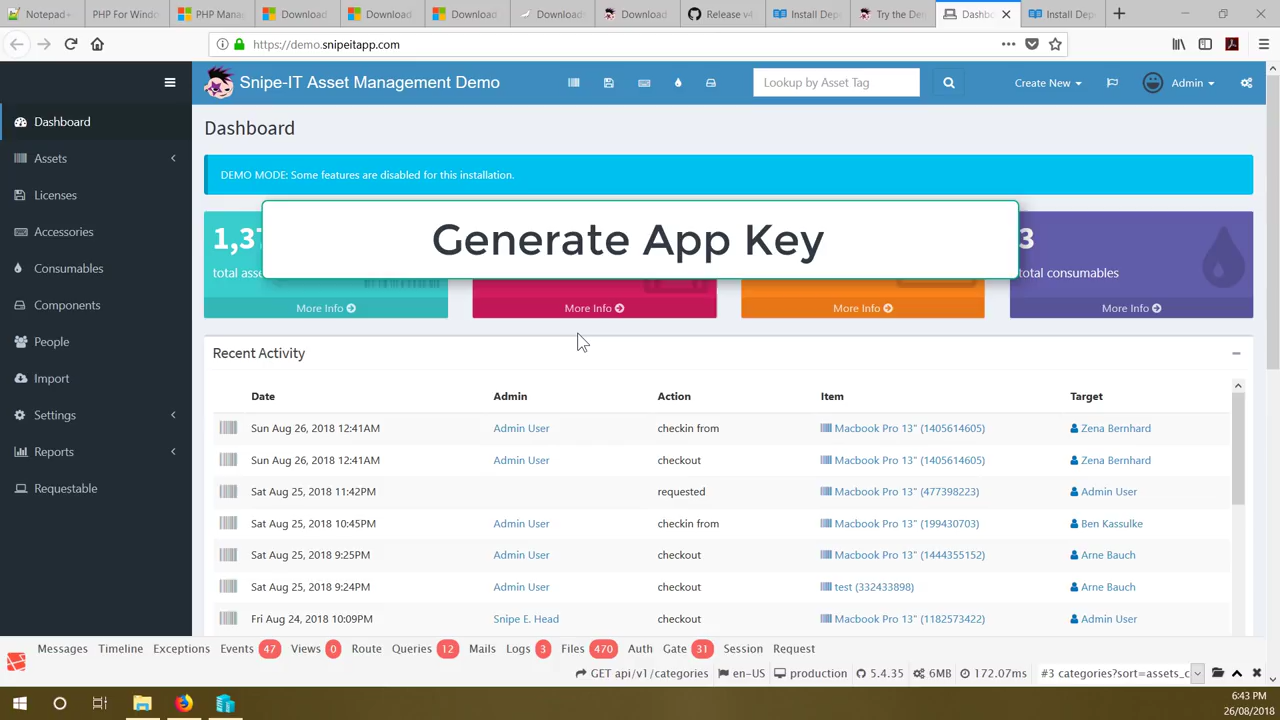 Notepad
PHP For Windo
PHP Mana
Download
Download
Download
Downloads
Download
Release v4
Install Depe
Try the De
Dashbo
Install Depe
https://demo.snipeitapp.com
Snipe-IT Asset Management Demo
Lookup by Asset Tag
Create New
Admin
Dashboard
Assets
Licenses
Accessories
Consumables
Components
People
Import
Settings
Reports
Requestable
Dashboard
DEMO MODE: Some features are disabled for this installation.
Generate App Key
1,37
3
total asse
total consumables
More Info
More Info
More Info
More Info
Recent Activity
Date Admin Action Item Target
Sun Aug 26, 2018 12:41AM Admin User checkin from Macbook Pro 13" (1405614605) Zena Bernhard
Sun Aug 26, 2018 12:41AM Admin User checkout Macbook Pro 13" (1405614605) Zena Bernhard
Sat Aug 25, 2018 11:42PM requested Macbook Pro 13" (477398223) Admin User
Sat Aug 25, 2018 10:45PM Admin User checkin from Macbook Pro 13" (199430703) Ben Kassulke
Sat Aug 25, 2018 9:25PM Admin User checkout Macbook Pro 13" (1444355152) Arne Bauch
Sat Aug 25, 2018 9:24PM Admin User checkout test (332433898) Arne Bauch
Fri Aug 24, 2018 10:09PM Snipe E. Head checkout Macbook Pro 13" (1182573422) Admin User
Messages Timeline Exceptions Events 47 Views 0 Route Queries 12 Mails Logs 3 Files 470 Auth Gate 31 Session Request
GET api/v1/categories en-US production 5.4.35 6MB 172.07ms #3 categories?sort=assets_c
6:43 PM
26/08/2018